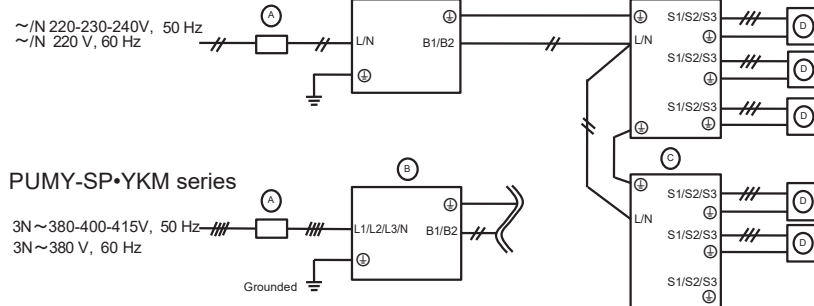 ~/N 220-230-240V, 50 Hz
~/N 220 V, 60 Hz
A
L/N
B1/B2
L/N
S1/S2/S3
S1/S2/S3
S1/S2/S3
D
D
D
PUMY-SP•YKM series
3N~380-400-415V, 50 Hz
3N~380 V, 60 Hz
A
B
L1/L2/L3/N
B1/B2
Grounded
C
L/N
S1/S2/S3
S1/S2/S3
S1/S2/S3
D
D